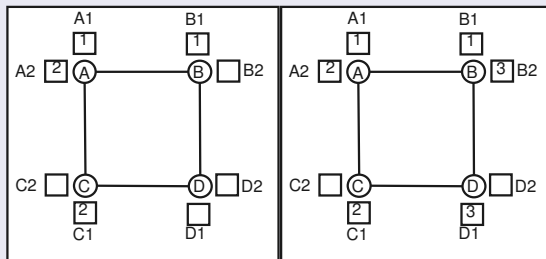 A1 B1
1 1
A2 2 A B B2
C2 C D D2
2
C1 D1
A1 B1
1 1
A2 2 A B 3 B2
C2 C D D2
2 3
C1 D1